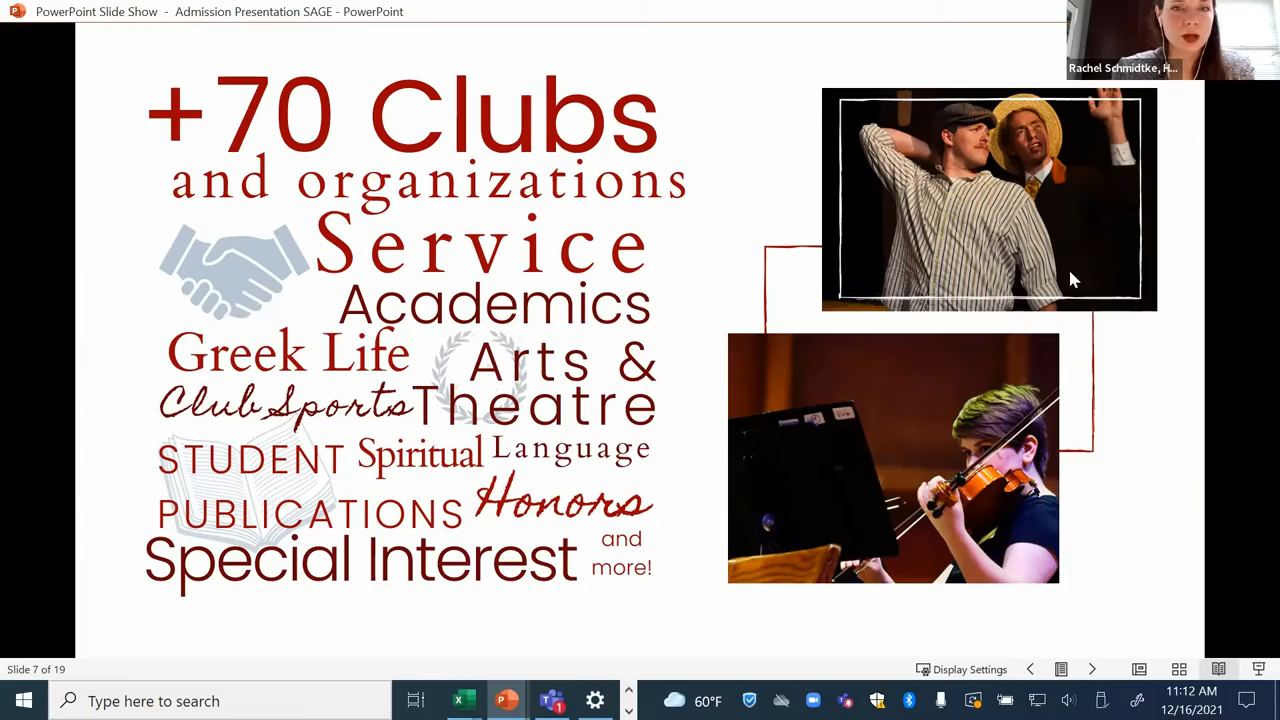 PowerPoint Slide Show - Admission Presentation SAGE - PowerPoint
Rachel Schmidtke, H...
+70 Clubs
and organizations
Service
Academics
Greek Life
Arts &
Club Sports Theatre
STUDENT Spiritual Language
PUBLICATIONS Honors
Special Interest and
more!
Slide 7 of 19
Display Settings
Type here to search
60°F
11:12 AM
12/16/2021